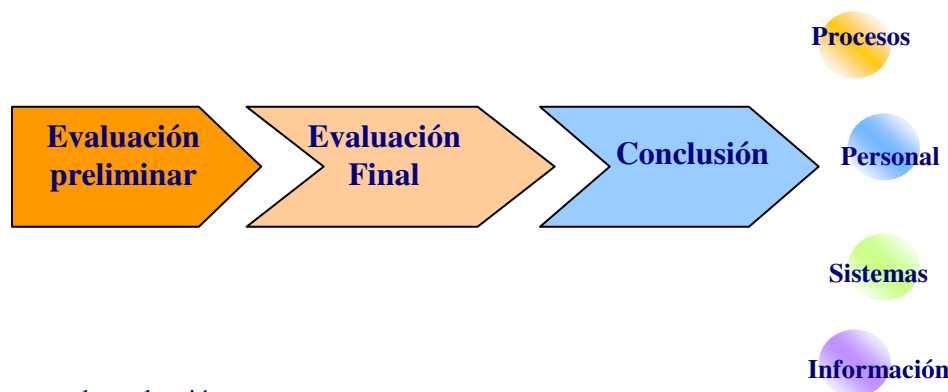 Procesos
Evaluación
preliminar
Evaluación
Final
Conclusión
Personal
Sistemas
Información